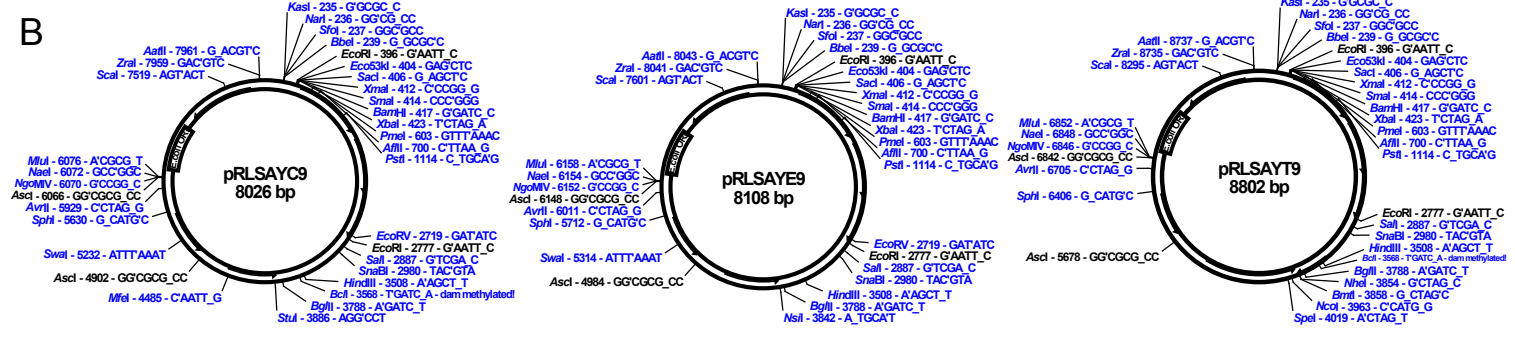 B
KasI - 235 - G'GCGC_C
NarI - 236 - GG'CG_CC
SfoI - 237 - GGC'GCC
BbeI - 239 - G_GCGC'C
EcoRI - 396 - G'AATT_C
Eco53kI - 404 - GAG'CTC
SacI - 406 - G_AGCT'C
XmaI - 412 - C'CCGG_G
SmaI - 414 - CCC'GGG
BamHI - 417 - G'GATC_C
XbaI - 423 - T'CTAG_A
PmeI - 603 - GTTT'AAAC
AflII - 700 - C'TTAA_G
PstI - 1114 - C_TGCA'G
AatII - 7961 - G_ACGT'C
ZraI - 7959 - GAC'GTC
ScaI - 7519 - AGT'ACT
E.coli ORI
pRLSAYC9
8026 bp
MluI - 6076 - A'CGCG_T
NaeI - 6072 - GCC'GGC
NgoMIV - 6070 - G'CCGG_C
AscI - 6066 - GG'CGCG_CC
AvrII - 5929 - C'CTAG_G
SphI - 5630 - G_CATG'C
SwaI - 5232 - ATTT'AAAT
AscI - 4902 - GG'CGCG_CC
MfeI - 4485 - C'AATT_G
EcoRV - 2719 - GAT'ATC
EcoRI - 2777 - G'AATT_C
SalI - 2887 - G'TCGA_C
SnaBI - 2980 - TAC'GTA
HindIII - 3508 - A'AGCT_T
BclI - 3568 - T'GATC_A - dam methylated!
BglII - 3788 - A'GATC_T
StuI - 3886 - AGG'CCT
KasI - 235 - G'GCGC_C
NarI - 236 - GG'CG_CC
SfoI - 237 - GGC'GCC
BbeI - 239 - G_GCGC'C
EcoRI - 396 - G'AATT_C
Eco53kI - 404 - GAG'CTC
SacI - 406 - G_AGCT'C
XmaI - 412 - C'CCGG_G
SmaI - 414 - CCC'GGG
BamHI - 417 - G'GATC_C
XbaI - 423 - T'CTAG_A
PmeI - 603 - GTTT'AAAC
AflII - 700 - C'TTAA_G
PstI - 1114 - C_TGCA'G
AatII - 8043 - G_ACGT'C
ZraI - 8041 - GAC'GTC
ScaI - 7601 - AGT'ACT
E.coli ORI
pRLSAYE9
8108 bp
MluI - 6158 - A'CGCG_T
NaeI - 6154 - GCC'GGC
NgoMIV - 6152 - G'CCGG_C
AscI - 6148 - GG'CGCG_CC
AvrII - 6011 - C'CTAG_G
SphI - 5712 - G_CATG'C
SwaI - 5314 - ATTT'AAAT
AscI - 4984 - GG'CGCG_CC
EcoRV - 2719 - GAT'ATC
EcoRI - 2777 - G'AATT_C
SalI - 2887 - G'TCGA_C
SnaBI - 2980 - TAC'GTA
HindIII - 3508 - A'AGCT_T
BglII - 3788 - A'GATC_T
NsiI - 3842 - A_TGCA'T
KasI - 235 - G'GCGC_C
NarI - 236 - GG'CG_CC
SfoI - 237 - GGC'GCC
BbeI - 239 - G_GCGC'C
EcoRI - 396 - G'AATT_C
Eco53kI - 404 - GAG'CTC
SacI - 406 - G_AGCT'C
XmaI - 412 - C'CCGG_G
SmaI - 414 - CCC'GGG
BamHI - 417 - G'GATC_C
XbaI - 423 - T'CTAG_A
PmeI - 603 - GTTT'AAAC
AflII - 700 - C'TTAA_G
PstI - 1114 - C_TGCA'G
AatII - 8737 - G_ACGT'C
ZraI - 8735 - GAC'GTC
ScaI - 8295 - AGT'ACT
E.coli ORI
pRLSAYT9
8802 bp
MluI - 6852 - A'CGCG_T
NaeI - 6848 - GCC'GGC
NgoMIV - 6846 - G'CCGG_C
AscI - 6842 - GG'CGCG_CC
AvrII - 6705 - C'CTAG_G
SphI - 6406 - G_CATG'C
AscI - 5678 - GG'CGCG_CC
EcoRI - 2777 - G'AATT_C
SalI - 2887 - G'TCGA_C
SnaBI - 2980 - TAC'GTA
HindIII - 3508 - A'AGCT_T
BclI - 3568 - T'GATC_A - dam methylated!
BglII - 3788 - A'GATC_T
NheI - 3854 - G'CTAG_C
BmtI - 3858 - G_CTAG'C
NcoI - 3963 - C'CATG_G
SpeI - 4019 - A'CTAG_T